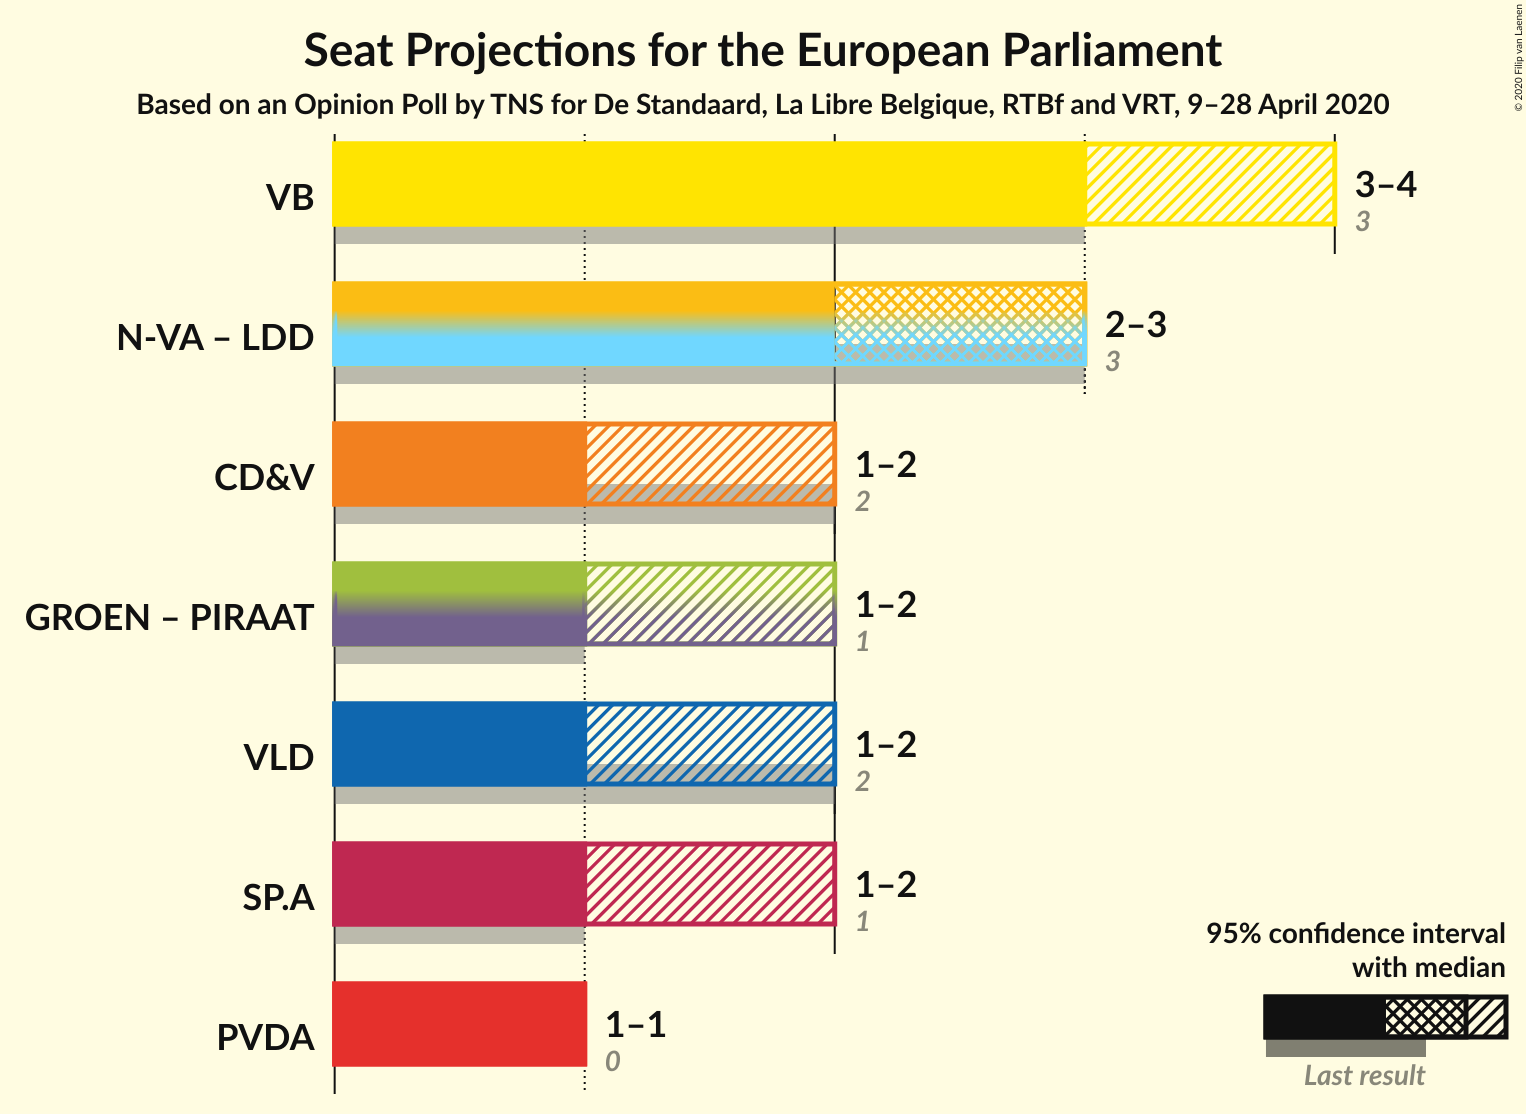 Seat Projections for the European Parliament
Based on an Opinion Poll by TNS for De Standaard, La Libre Belgique, RTBf and VRT, 9–28 April 2020
© 2020 Filip van Laenen
VB
3–4
3
N-VA – LDD
2–3
3
CD&V
1–2
2
GROEN – PIRAAT
1–2
1
VLD
1–2
2
SP.A
1–2
1
PVDA
1–1
0
95% confidence interval
with median
Last result